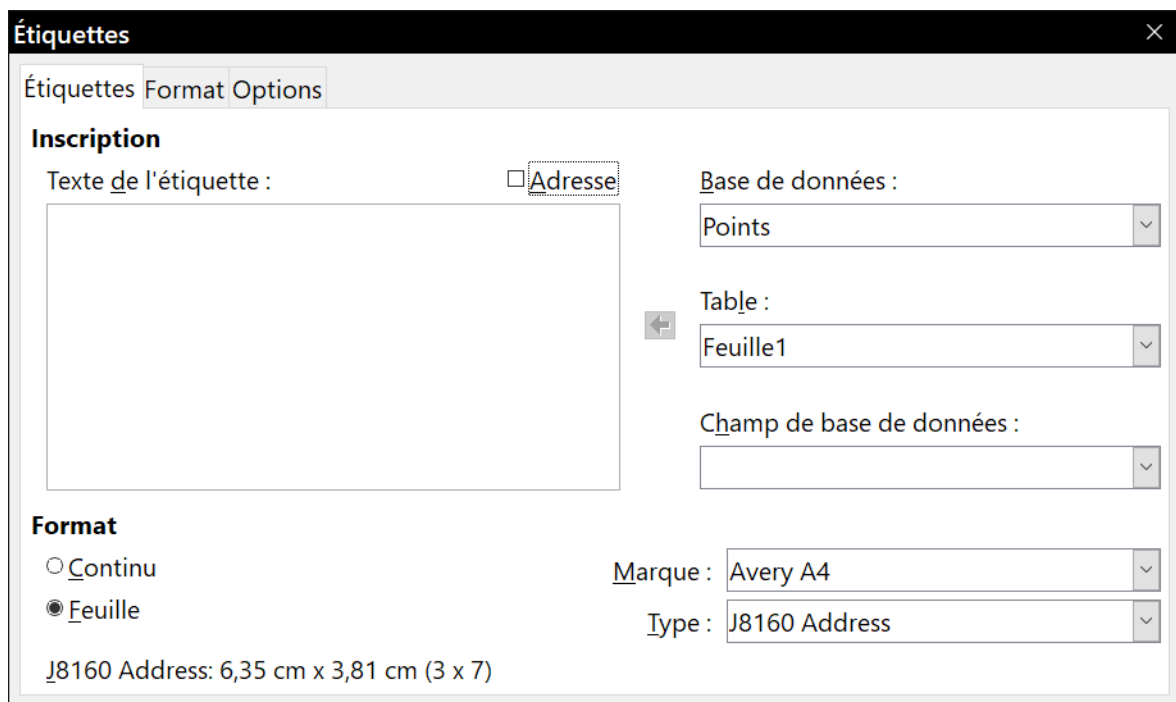 Étiquettes
Étiquettes Format Options
Inscription
Texte de l'étiquette : Adresse Base de données :
Points
Table :
Feuille1
Champ de base de données :
Format
Continu Marque : Avery A4
Feuille Type : J8160 Address
J8160 Address: 6,35 cm x 3,81 cm (3 x 7)